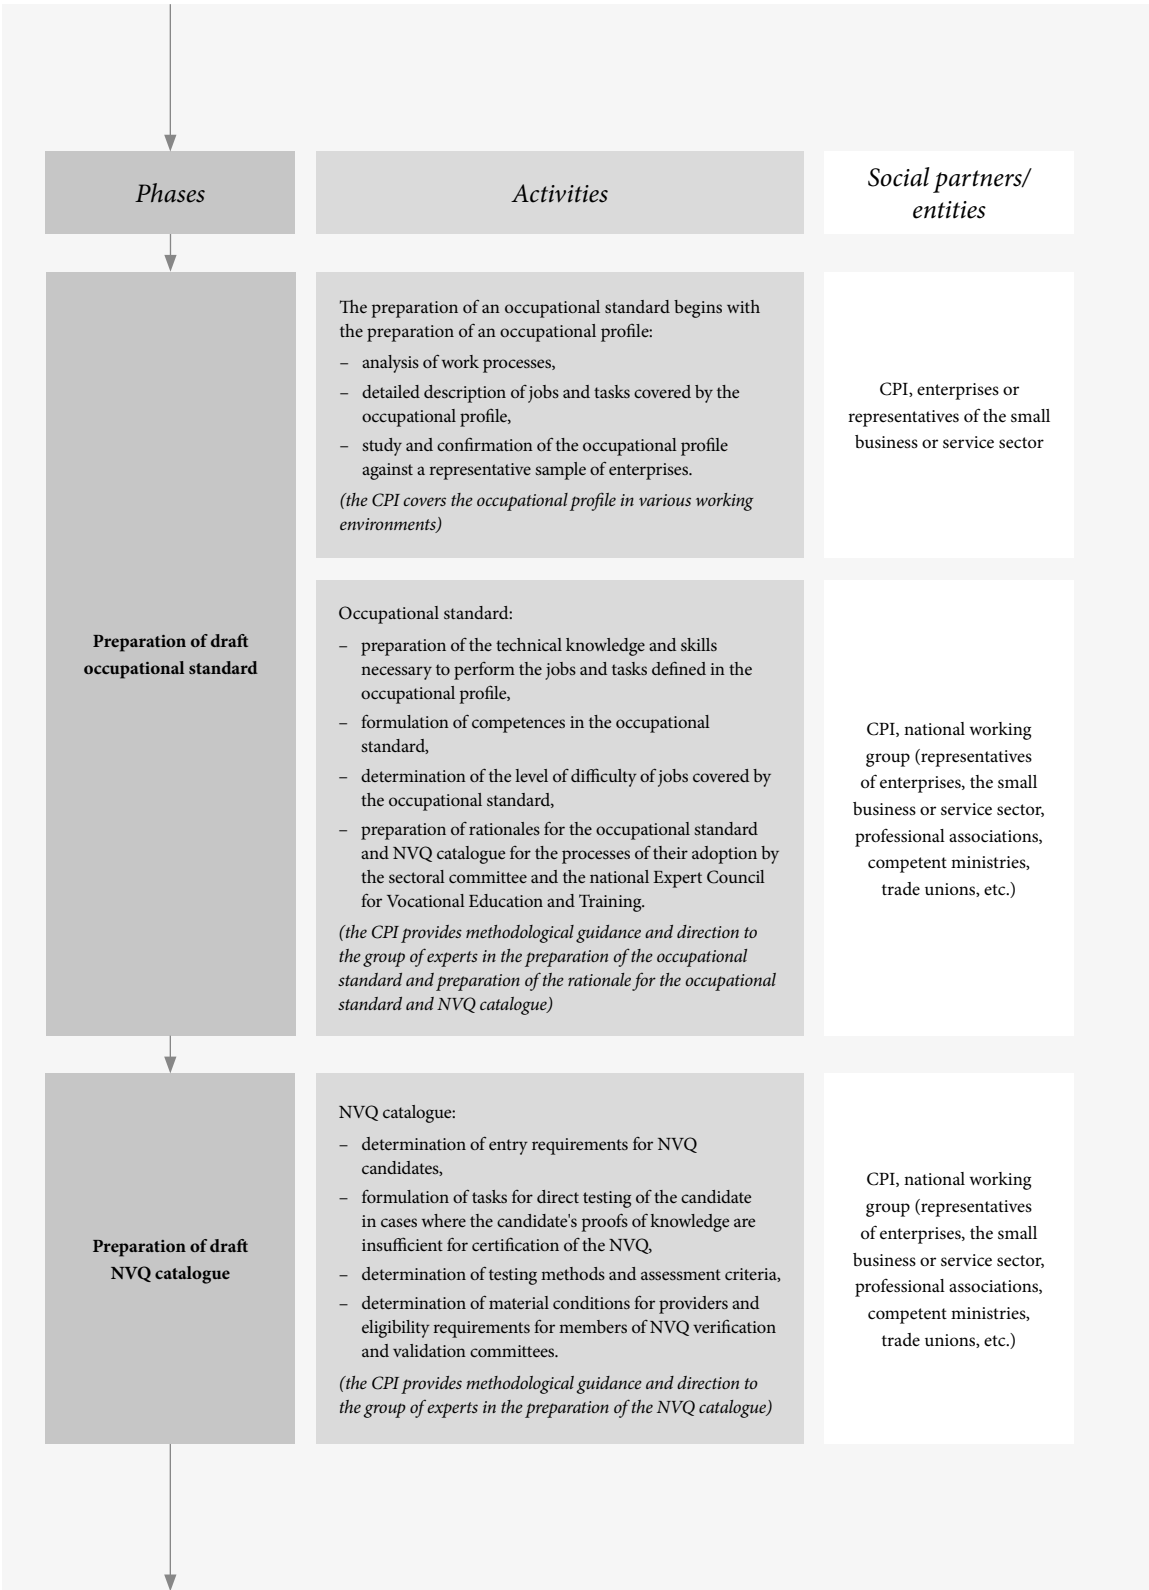 Phases
Activities
Social partners/
entities
Preparation of draft
occupational standard
The preparation of an occupational standard begins with
the preparation of an occupational profile:
– analysis of work processes,
– detailed description of jobs and tasks covered by the
occupational profile,
– study and confirmation of the occupational profile
against a representative sample of enterprises.
(the CPI covers the occupational profile in various working
environments)
CPI, enterprises or
representatives of the small
business or service sector
Occupational standard:
– preparation of the technical knowledge and skills
necessary to perform the jobs and tasks defined in the
occupational profile,
– formulation of competences in the occupational
standard,
– determination of the level of difficulty of jobs covered by
the occupational standard,
– preparation of rationales for the occupational standard
and NVQ catalogue for the processes of their adoption by
the sectoral committee and the national Expert Council
for Vocational Education and Training.
(the CPI provides methodological guidance and direction to
the group of experts in the preparation of the occupational
standard and preparation of the rationale for the occupational
standard and NVQ catalogue)
CPI, national working
group (representatives
of enterprises, the small
business or service sector,
professional associations,
competent ministries,
trade unions, etc.)
Preparation of draft
NVQ catalogue
NVQ catalogue:
– determination of entry requirements for NVQ
candidates,
– formulation of tasks for direct testing of the candidate
in cases where the candidate's proofs of knowledge are
insufficient for certification of the NVQ,
– determination of testing methods and assessment criteria,
– determination of material conditions for providers and
eligibility requirements for members of NVQ verification
and validation committees.
(the CPI provides methodological guidance and direction to
the group of experts in the preparation of the NVQ catalogue)
CPI, national working
group (representatives
of enterprises, the small
business or service sector,
professional associations,
competent ministries,
trade unions, etc.)